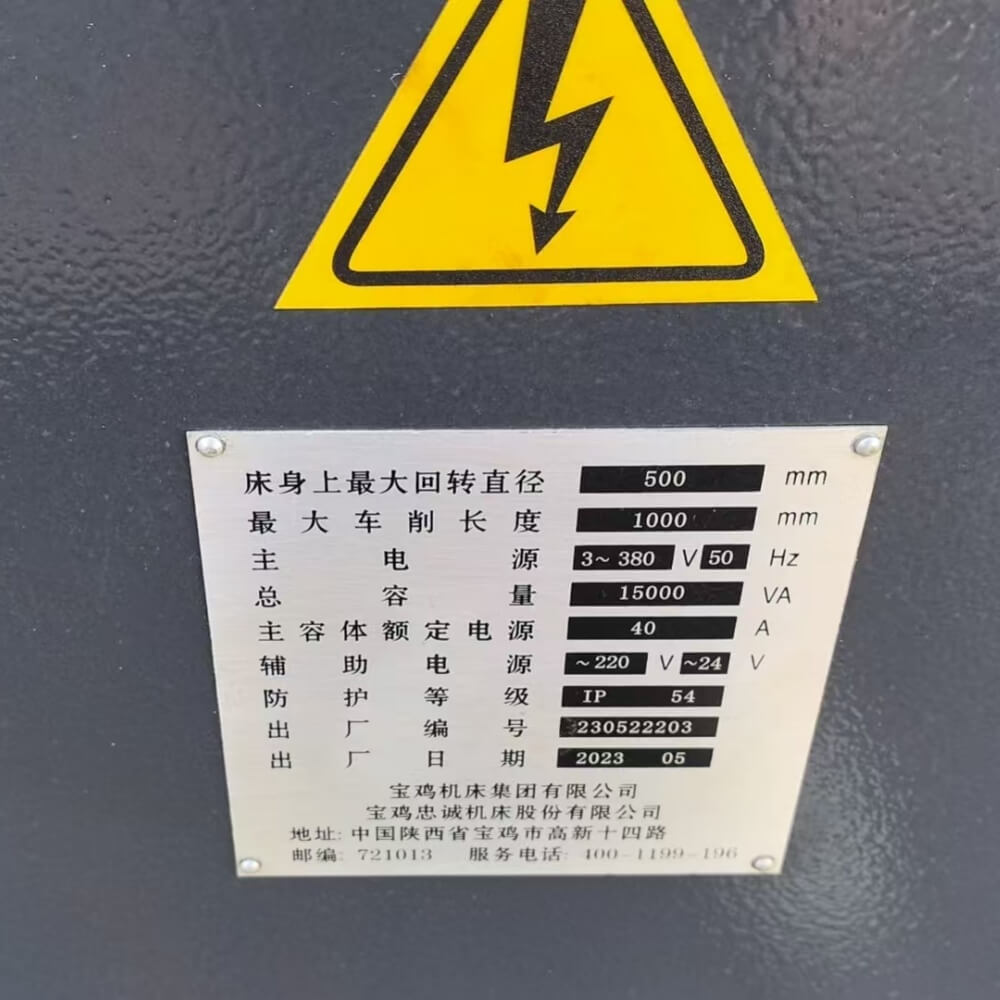 床身上最大回转直径 500 mm
最大车削长度 1000 mm
主电源 3~380 V 50 Hz
总容量 15000 VA
主容体额定电源 40 A
辅助电源 ~220 V ~24 V
防护等级 IP 54
出厂编号 230522203
出厂日期 2023 05
宝鸡机床集团有限公司
宝鸡忠诚机床股份有限公司
地址: 中国陕西省宝鸡市高新十四路
邮编: 721013 服务电话: 400-1199-196